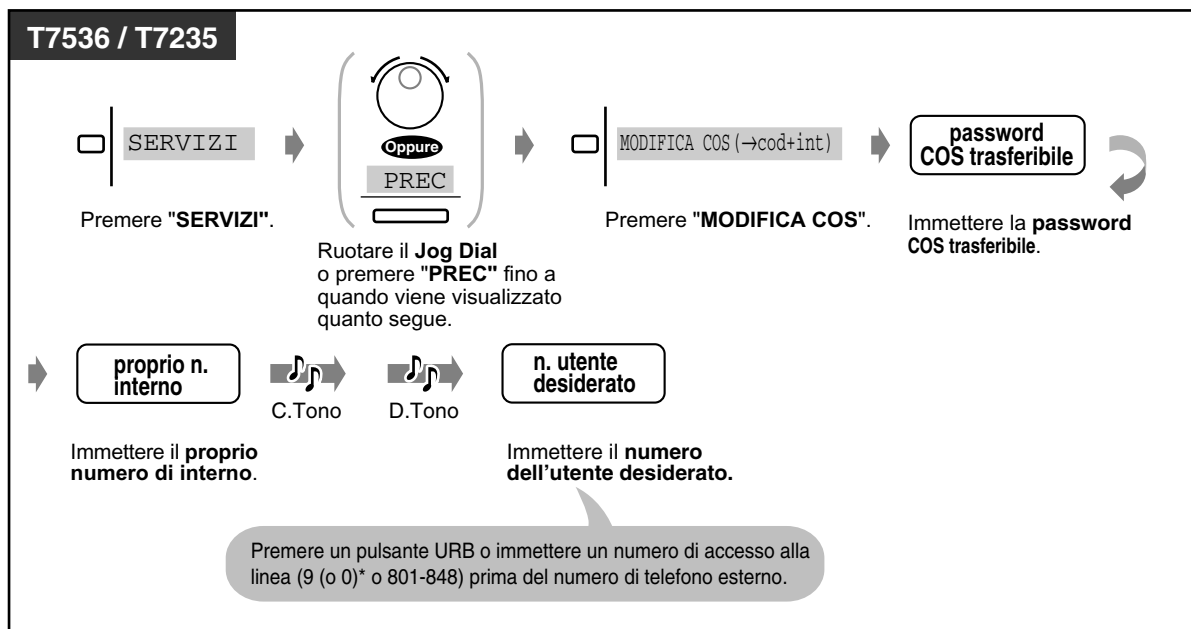 T7536 / T7235
SERVIZI
Oppure
PREC
MODIFICA COS (→cod+int)
password
COS trasferibile
Premere "SERVIZI".
Ruotare il Jog Dial
o premere "PREC" fino a
quando viene visualizzato
quanto segue.
Premere "MODIFICA COS".
Immettere la password
COS trasferibile.
proprio n.
interno
C.Tono
D.Tono
n. utente
desiderato
Immettere il proprio
numero di interno.
Immettere il numero
dell'utente desiderato.
Premere un pulsante URB o immettere un numero di accesso alla
linea (9 (o 0)* o 801-848) prima del numero di telefono esterno.